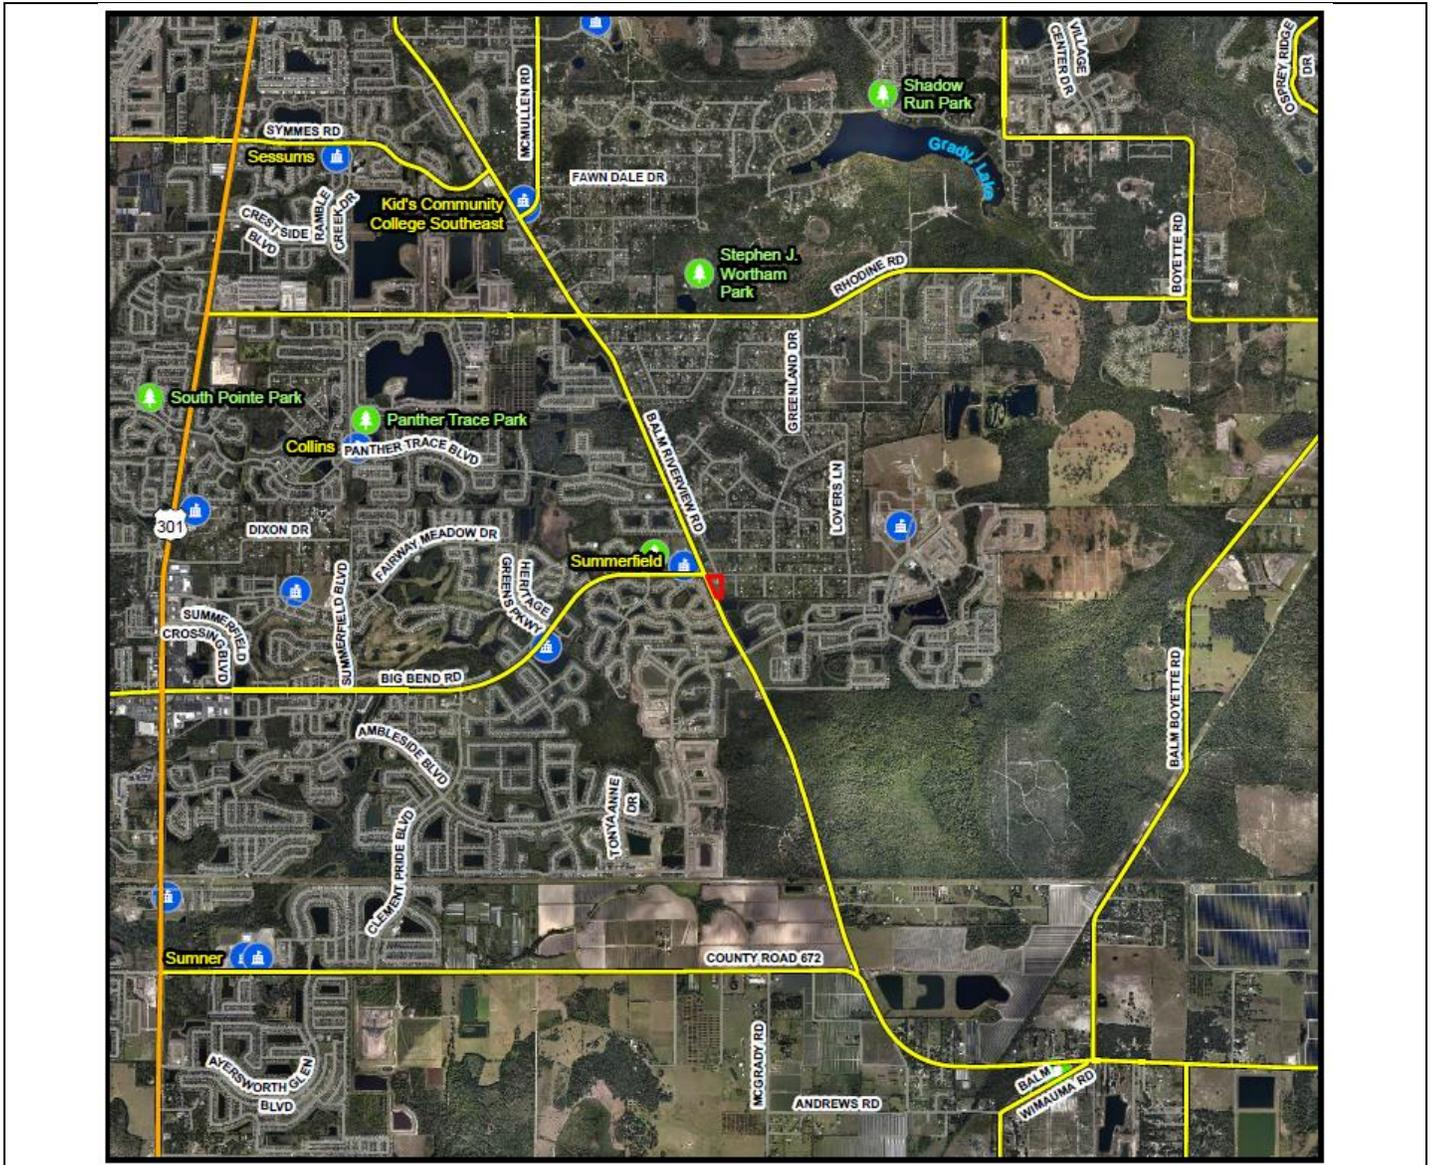 VILLAGE
CENTER DR
OSPREY RIDGE
DR
MCMULLEN RD
Shadow
Run Park
SYMMES RD
Sessums
Grady Lake
FAWN DALE DR
Kid's Community
College Southeast
CREST SIDE
BLVD
RAMBLE
CREEK DR
BOYETTE RD
Stephen J.
Wortham
Park
RHODINE RD
GREENLAND DR
South Pointe Park
Panther Trace Park
Collins
PANTHER TRACE BLVD
BALM RIVERVIEW RD
LOVERS LN
301
DIXON DR
FAIRWAY MEADOW DR
Summerfield
HERITAGE
GREENS PKWY
SUMMERFIELD BLVD
SUMMERFIELD
CROSSING BLVD
BIG BEND RD
BALM BOYETTE RD
AMBLESIDE BLVD
TONYA ANNE
DR
CLEMENT PRIDE BLVD
Sumner
COUNTY ROAD 672
MCGRADY RD
AYERSWORTH GLEN
BLVD
ANDREWS RD
BALM
WIMAUMA RD